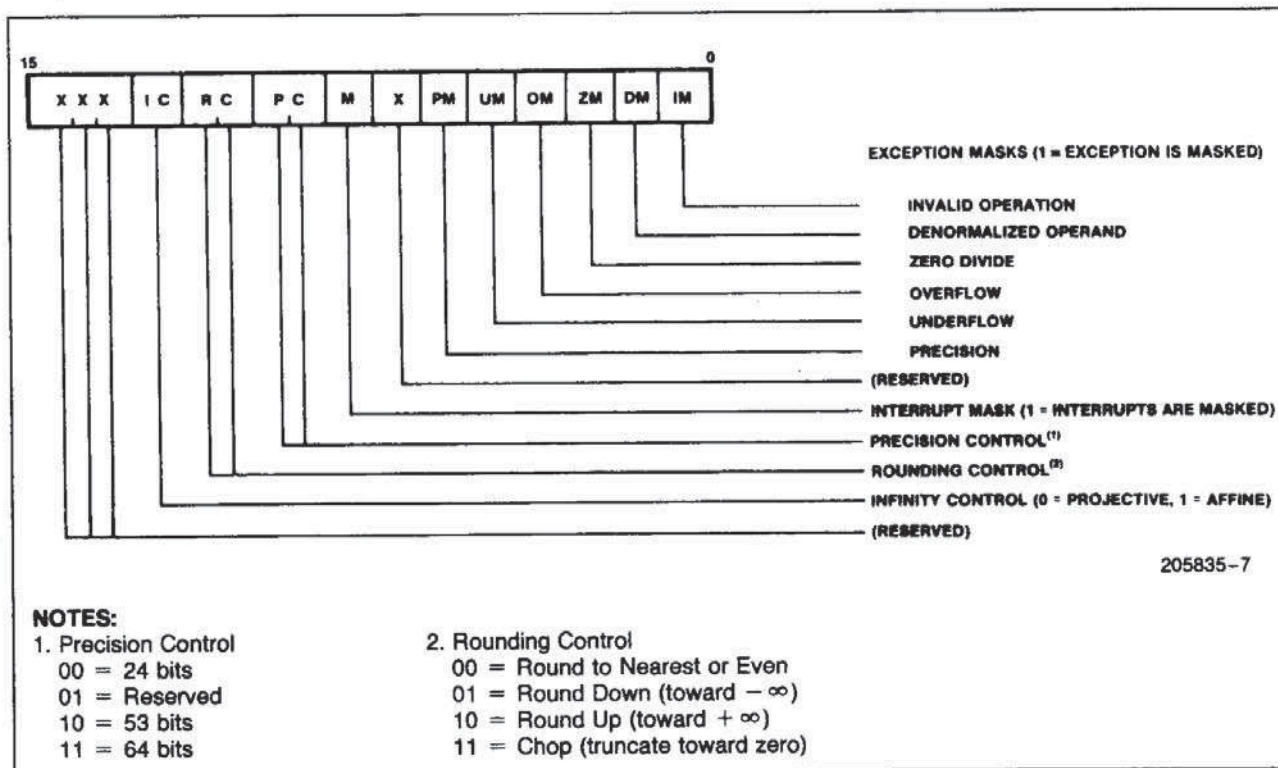 15 0
X X X I C R C P C M X PM UM OM ZM DM IM
EXCEPTION MASKS (1 = EXCEPTION IS MASKED)
INVALID OPERATION
DENORMALIZED OPERAND
ZERO DIVIDE
OVERFLOW
UNDERFLOW
PRECISION
(RESERVED)
INTERRUPT MASK (1 = INTERRUPTS ARE MASKED)
PRECISION CONTROL(1)
ROUNDING CONTROL(2)
INFINITY CONTROL (0 = PROJECTIVE, 1 = AFFINE)
(RESERVED)
205835-7
NOTES:
1. Precision Control
00 = 24 bits
01 = Reserved
10 = 53 bits
11 = 64 bits
2. Rounding Control
00 = Round to Nearest or Even
01 = Round Down (toward − ∞)
10 = Round Up (toward + ∞)
11 = Chop (truncate toward zero)